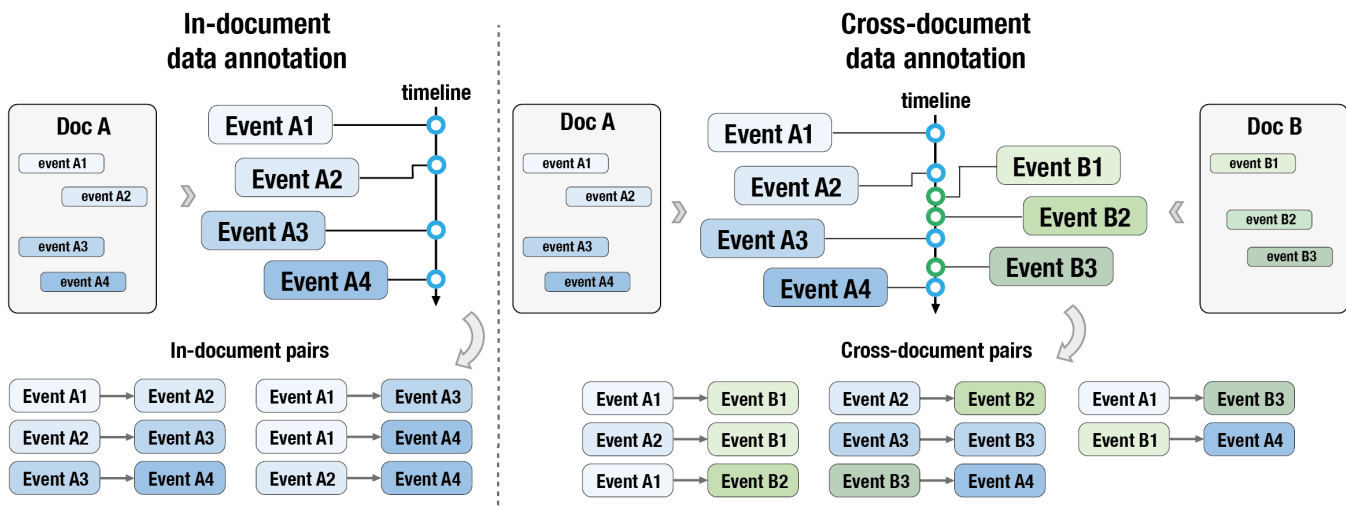 In-document
data annotation
timeline
Doc A
event A1
event A2
event A3
event A4
Event A1
Event A2
Event A3
Event A4
In-document pairs
Event A1 Event A2
Event A1 Event A3
Event A2 Event A3
Event A1 Event A4
Event A3 Event A4
Event A2 Event A4
Cross-document
data annotation
timeline
Doc A
event A1
event A2
event A3
event A4
Event A1
Event A2
Event A3
Event A4
Event B1
Event B2
Event B3
Doc B
event B1
event B2
event B3
Cross-document pairs
Event A1 Event B1
Event A2 Event B2
Event A1 Event B3
Event A2 Event B1
Event A3 Event B3
Event B1 Event A4
Event A1 Event B2
Event B3 Event A4